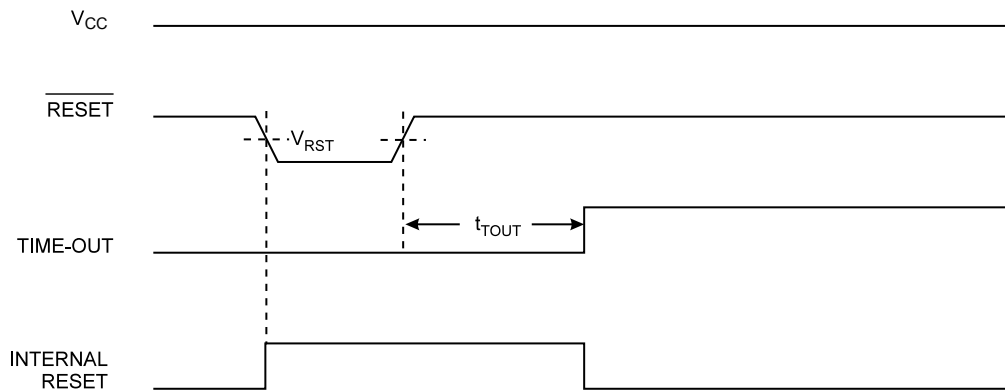 VCC
RESET
VRST
tTOUT
TIME-OUT
INTERNAL
RESET